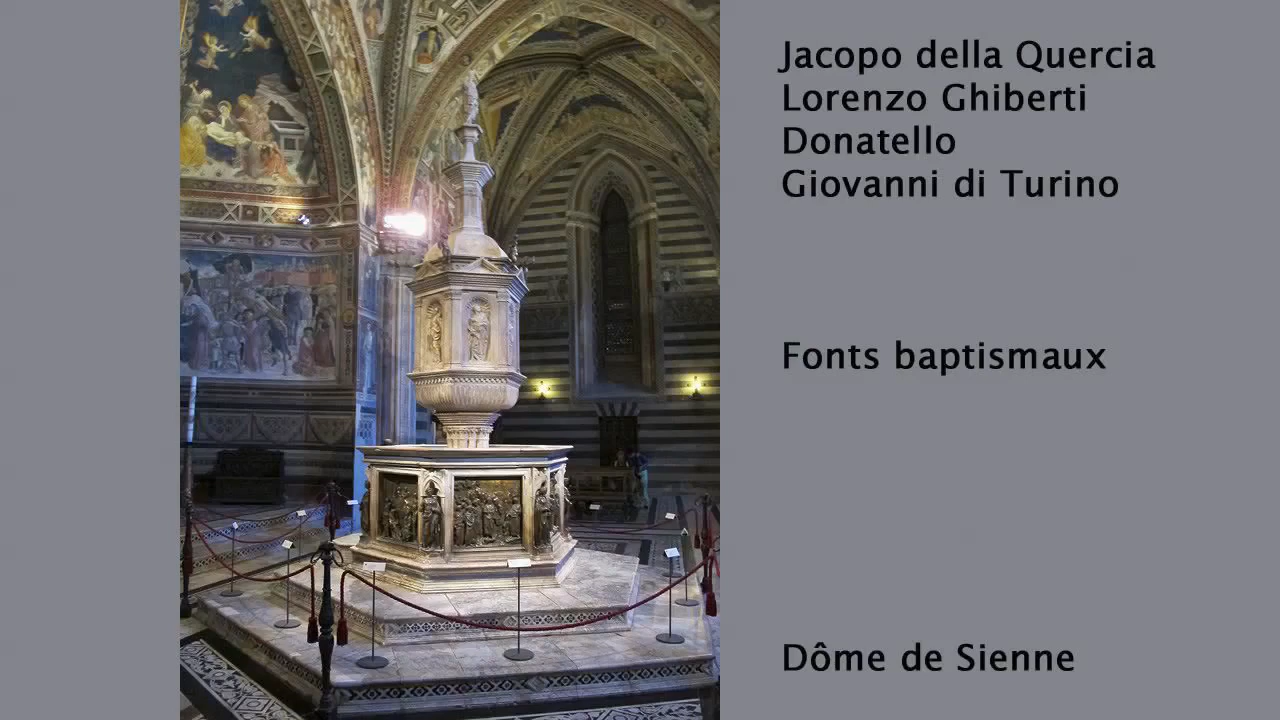 Jacopo della Quercia
Lorenzo Ghiberti
Donatello
Giovanni di Turino
Fonts baptismaux
Dôme de Sienne